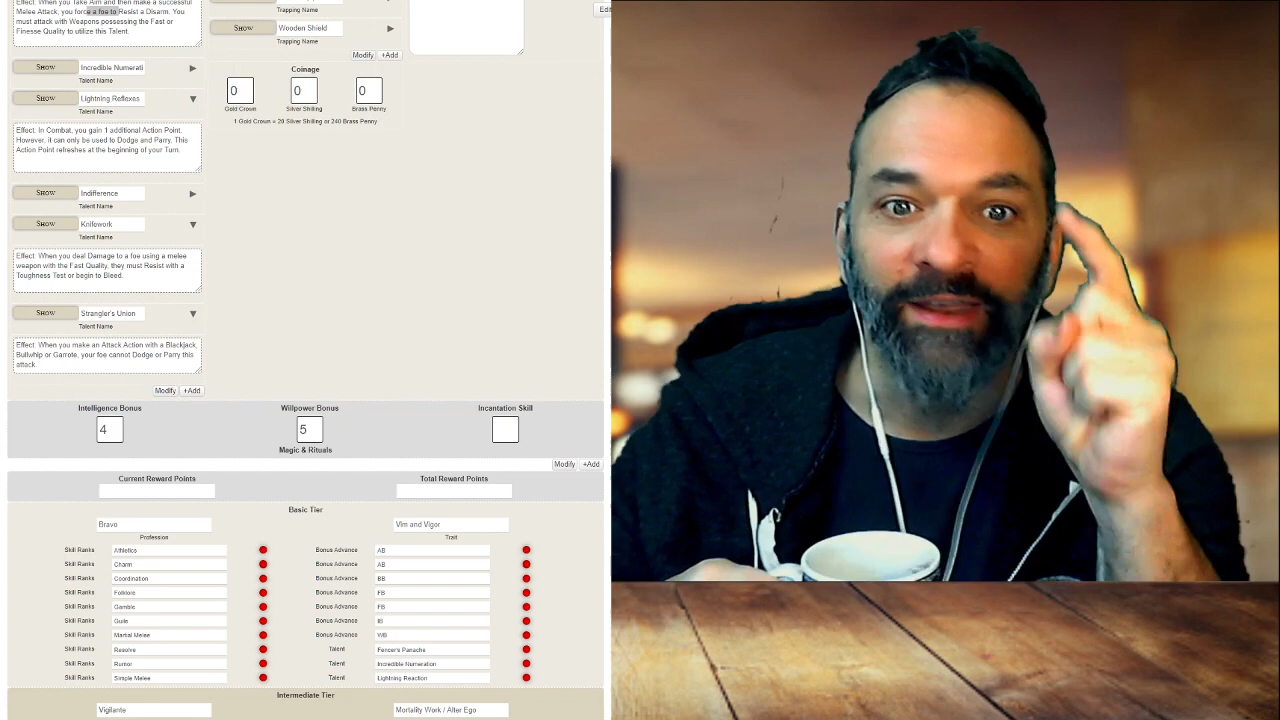 Effect: When you Take Aim and then make a successful
Melee Attack, you force a foe to Resist a Disarm. You
must attack with Weapons possessing the Fast or
Finesse Quality to utilize this Talent.
Show Incredible Numerati
Talent Name
Show Lightning Reflexes
Talent Name
Effect: In Combat, you gain 1 additional Action Point.
However, it can only be used to Dodge and Parry. This
Action Point refreshes at the beginning of your Turn.
Show Indifference
Talent Name
Show Knifework
Talent Name
Effect: When you deal Damage to a foe using a melee
weapon with the Fast Quality, they must Resist with a
Toughness Test or begin to Bleed.
Show Strangler's Union
Talent Name
Effect: When you make an Attack Action with a Blackjack,
Bullwhip or Garrote, your foe cannot Dodge or Parry this
attack.
Modify +Add
Trapping Name
Show Wooden Shield
Trapping Name
Modify +Add
Coinage
0 0 0
Gold Crown Silver Shilling Brass Penny
1 Gold Crown = 20 Silver Shilling or 240 Brass Penny
Edit
Intelligence Bonus Willpower Bonus Incantation Skill
4 5
Magic & Rituals
Modify +Add
Current Reward Points Total Reward Points
Basic Tier
Bravo Vim and Vigor
Profession Trait
Skill Ranks Athletics Bonus Advance AB
Skill Ranks Charm Bonus Advance AB
Skill Ranks Coordination Bonus Advance BB
Skill Ranks Folklore Bonus Advance FB
Skill Ranks Gamble Bonus Advance FB
Skill Ranks Guile Bonus Advance IB
Skill Ranks Martial Melee Bonus Advance WB
Skill Ranks Resolve Talent Fencer's Panache
Skill Ranks Rumor Talent Incredible Numeration
Skill Ranks Simple Melee Talent Lightning Reaction
Intermediate Tier
Vigilante Mortality Work / Alter Ego